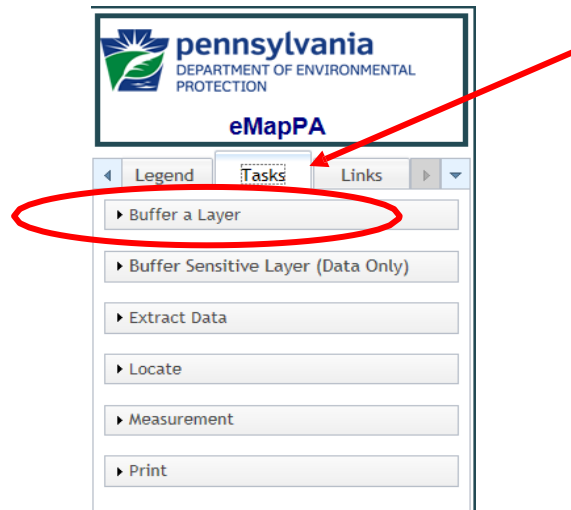 pennsylvania
DEPARTMENT OF ENVIRONMENTAL
PROTECTION
eMapPA
Legend Tasks Links
Buffer a Layer
Buffer Sensitive Layer (Data Only)
Extract Data
Locate
Measurement
Print